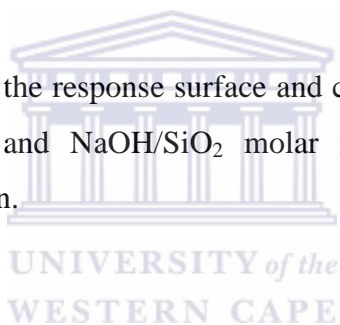 the response surface and c
and NaOH/SiO₂ molar
n.
UNIVERSITY of the
WESTERN CAPE